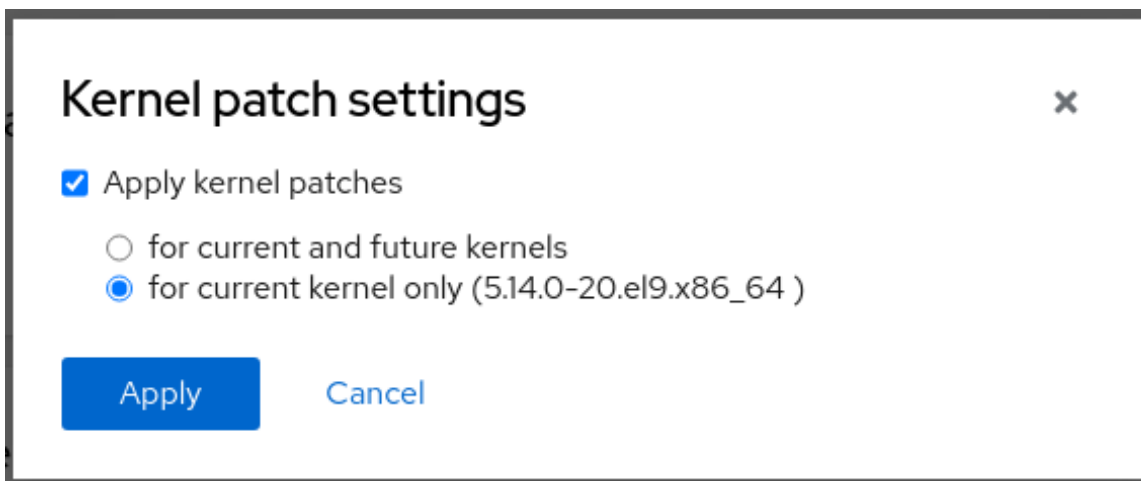 Kernel patch settings
Apply kernel patches
for current and future kernels
for current kernel only (5.14.0-20.el9.x86_64 )
Apply
Cancel